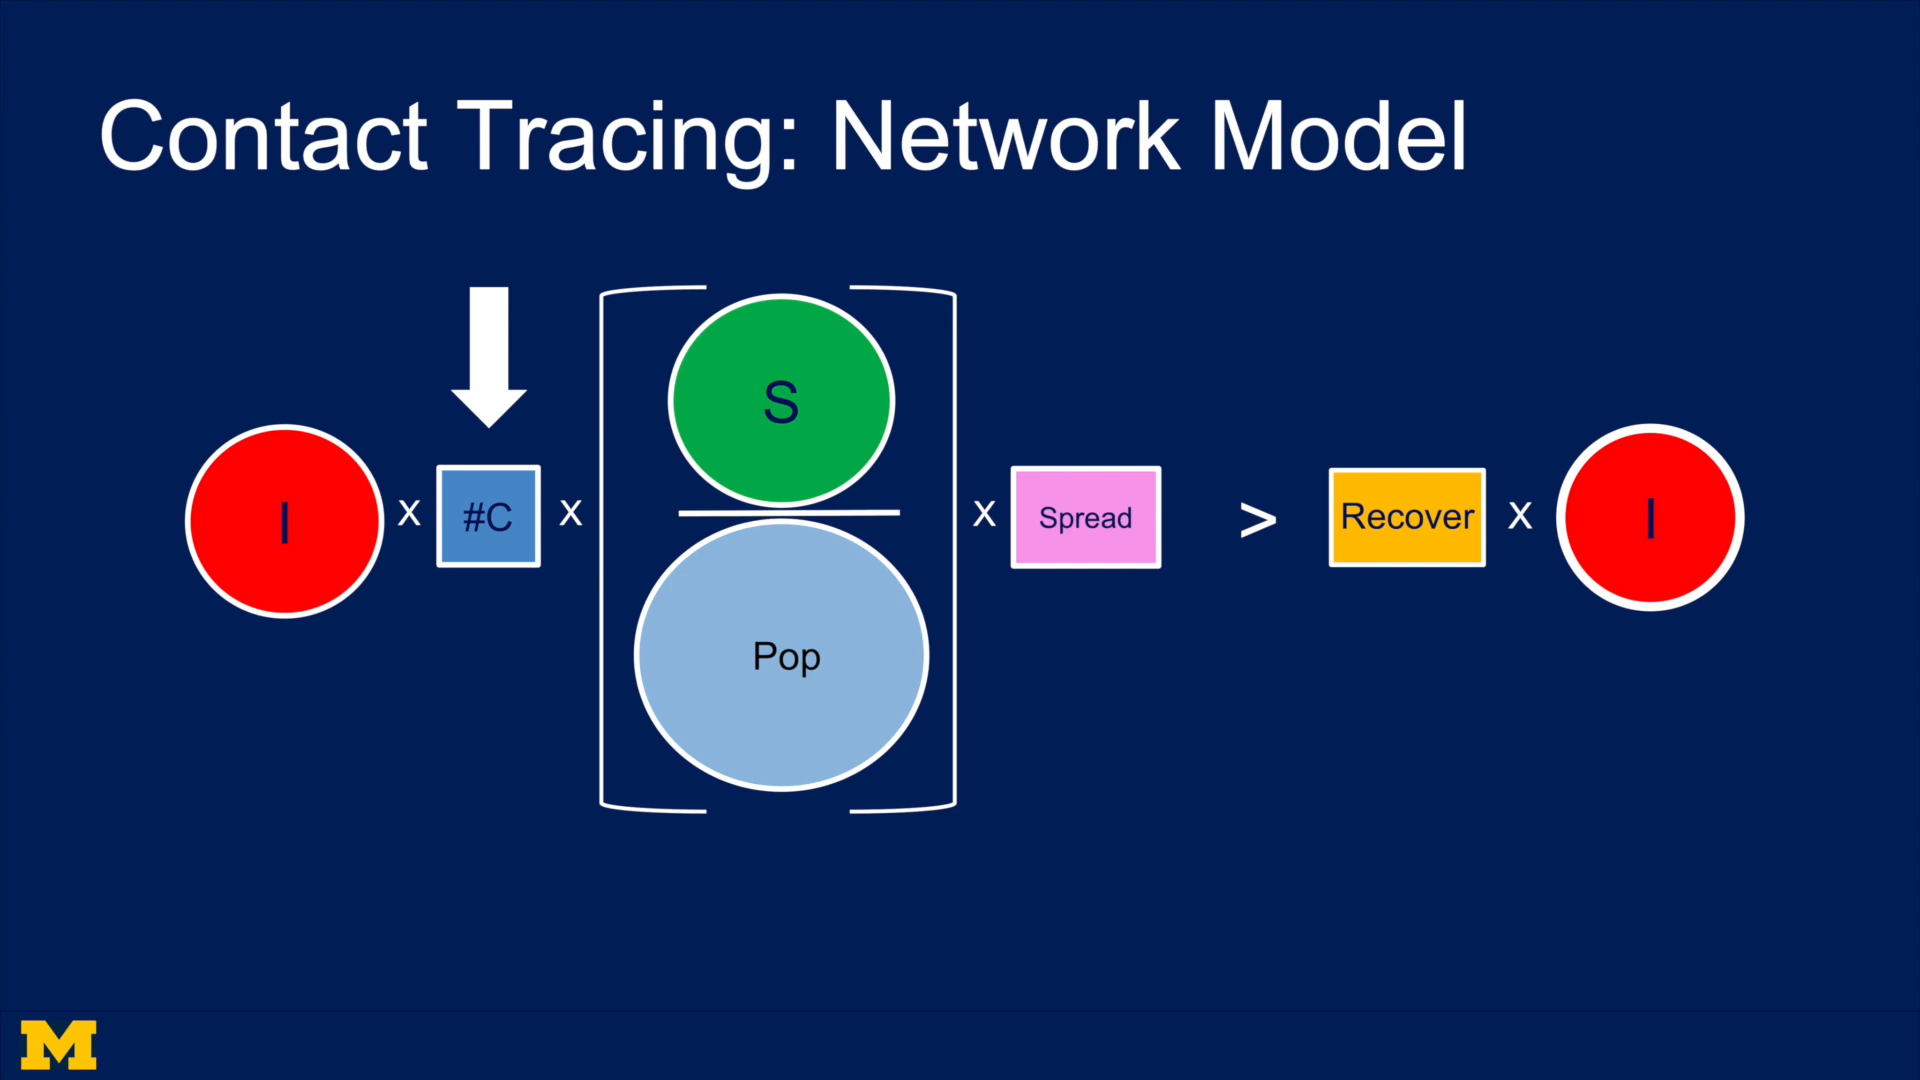 Contact Tracing: Network Model
I x #C x S x Spread > Recover x I
Pop
M